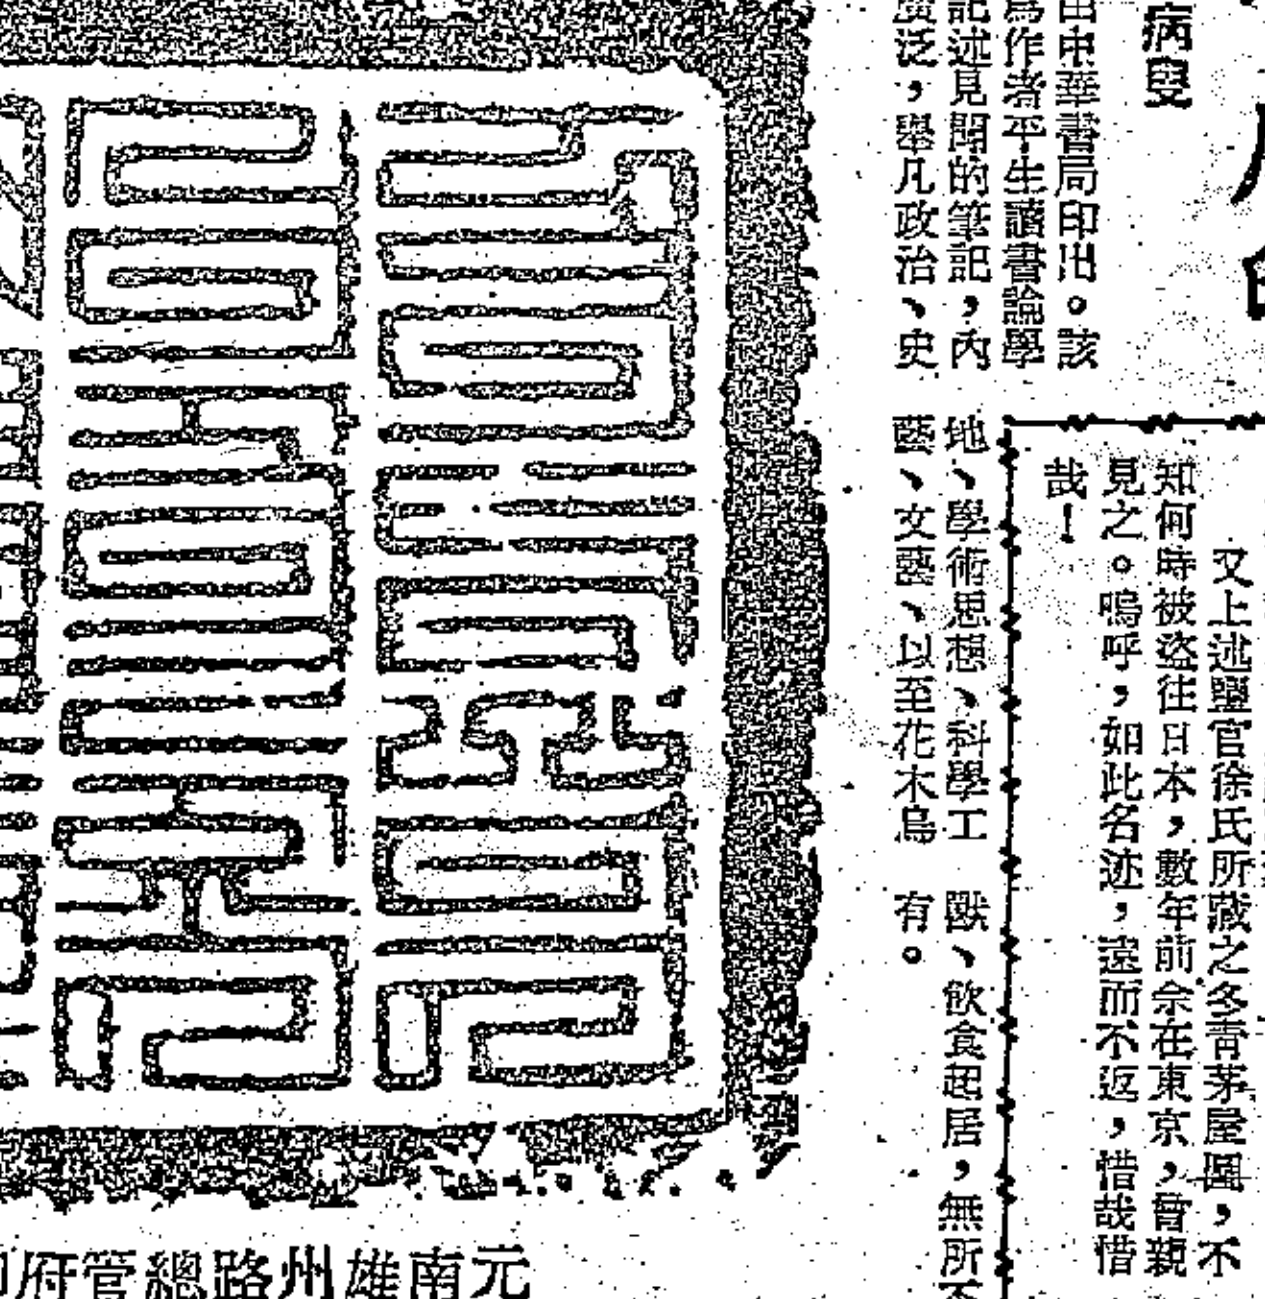 病叟
由中華書局印出。該
爲作者平生讀書論學
記述見聞的筆記，內
廣泛，舉凡政治、史
地、學術思想、科學工
藝、文藝、以至花木鳥
獸、飲食起居，無所不
有。
又上述鹽官徐氏所藏之多青茅屋圖，不
知何時被盜往日本，數年前余在東京，曾親
見之。嗚呼，如此名迹，遠而不返，惜哉惜
哉！
元南雄州路總管府印